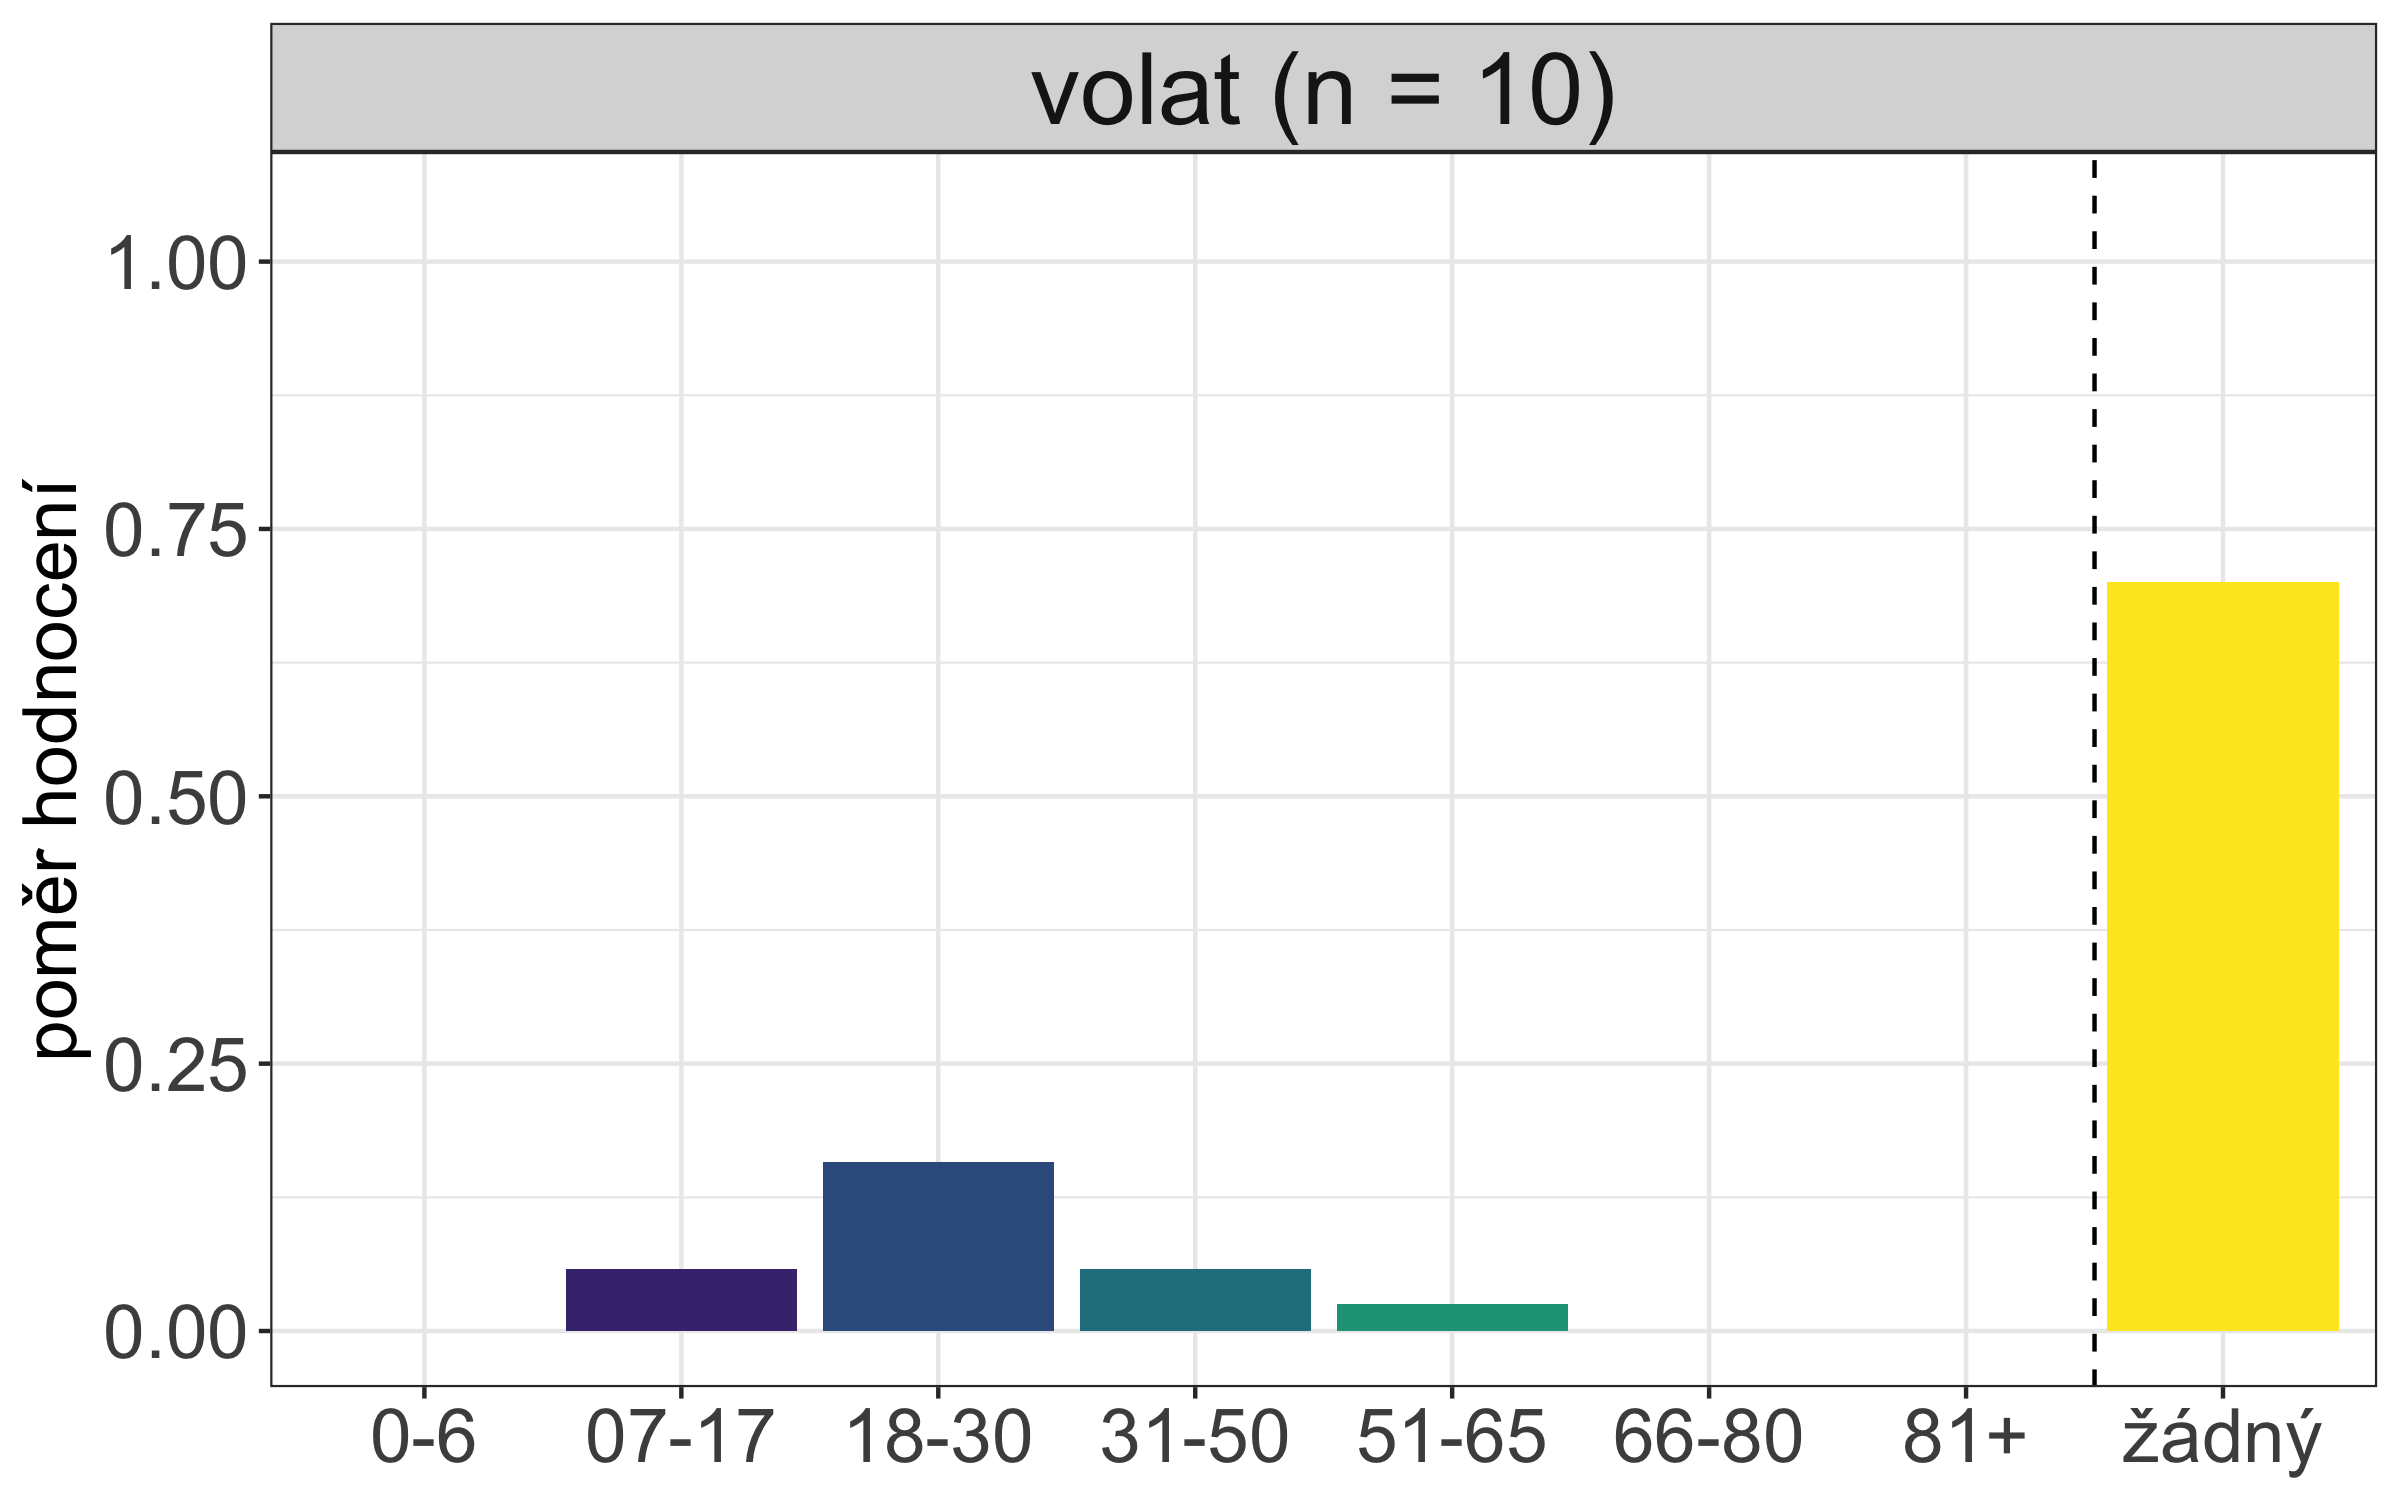 volat (n = 10)
poměr hodnocení
1.00
0.75
0.50
0.25
0.00
0-6 07-17 18-30 31-50 51-65 66-80 81+ žádný